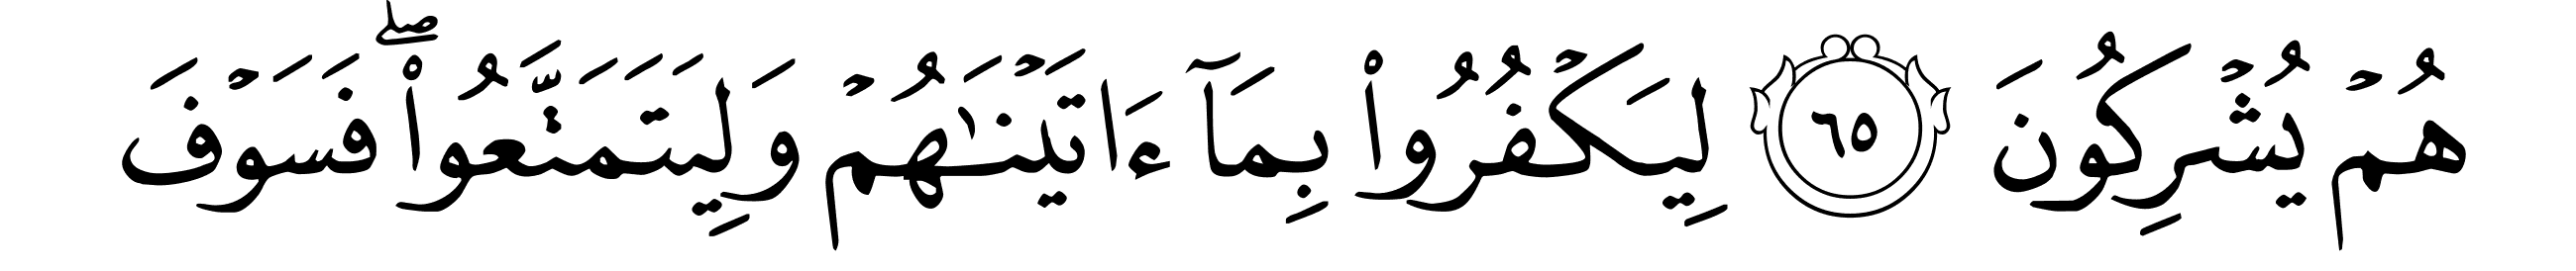 هُمْ يُشْرِكُونَ ٦٥ لِيَكْفُرُوا۟ بِمَآ ءَاتَيْنَـٰهُمْ وَلِيَتَمَتَّعُوا۟ ۖ فَسَوْفَ